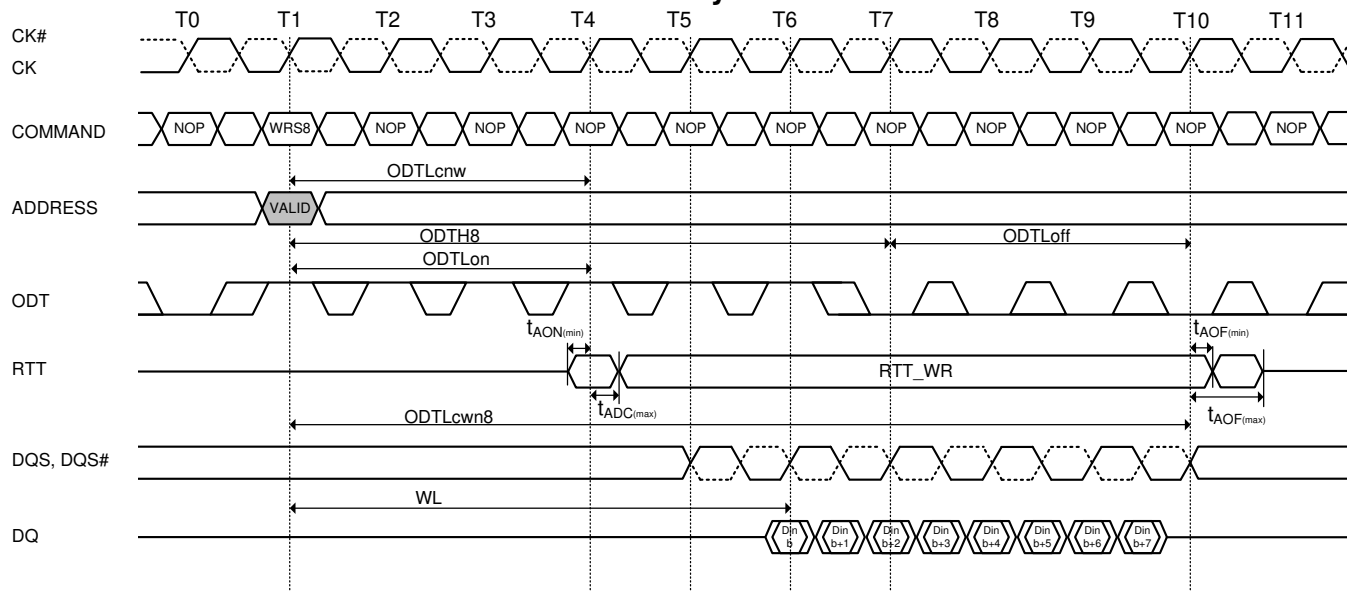 T0 T1 T2 T3 T4 T5 T6 T7 T8 T9 T10 T11
CK#
CK
COMMAND NOP WRS8 NOP NOP NOP NOP NOP NOP NOP NOP NOP NOP
ODTLcnw
ADDRESS VALID
ODTH8 ODTLoff
ODTLon
ODT
tAON(min) tAOF(min)
RTT RTT_WR
tADC(max) tAOF(max)
ODTLcwn8
DQS, DQS#
WL
DQ Din b Din b+1 Din b+2 Din b+3 Din b+4 Din b+5 Din b+6 Din b+7